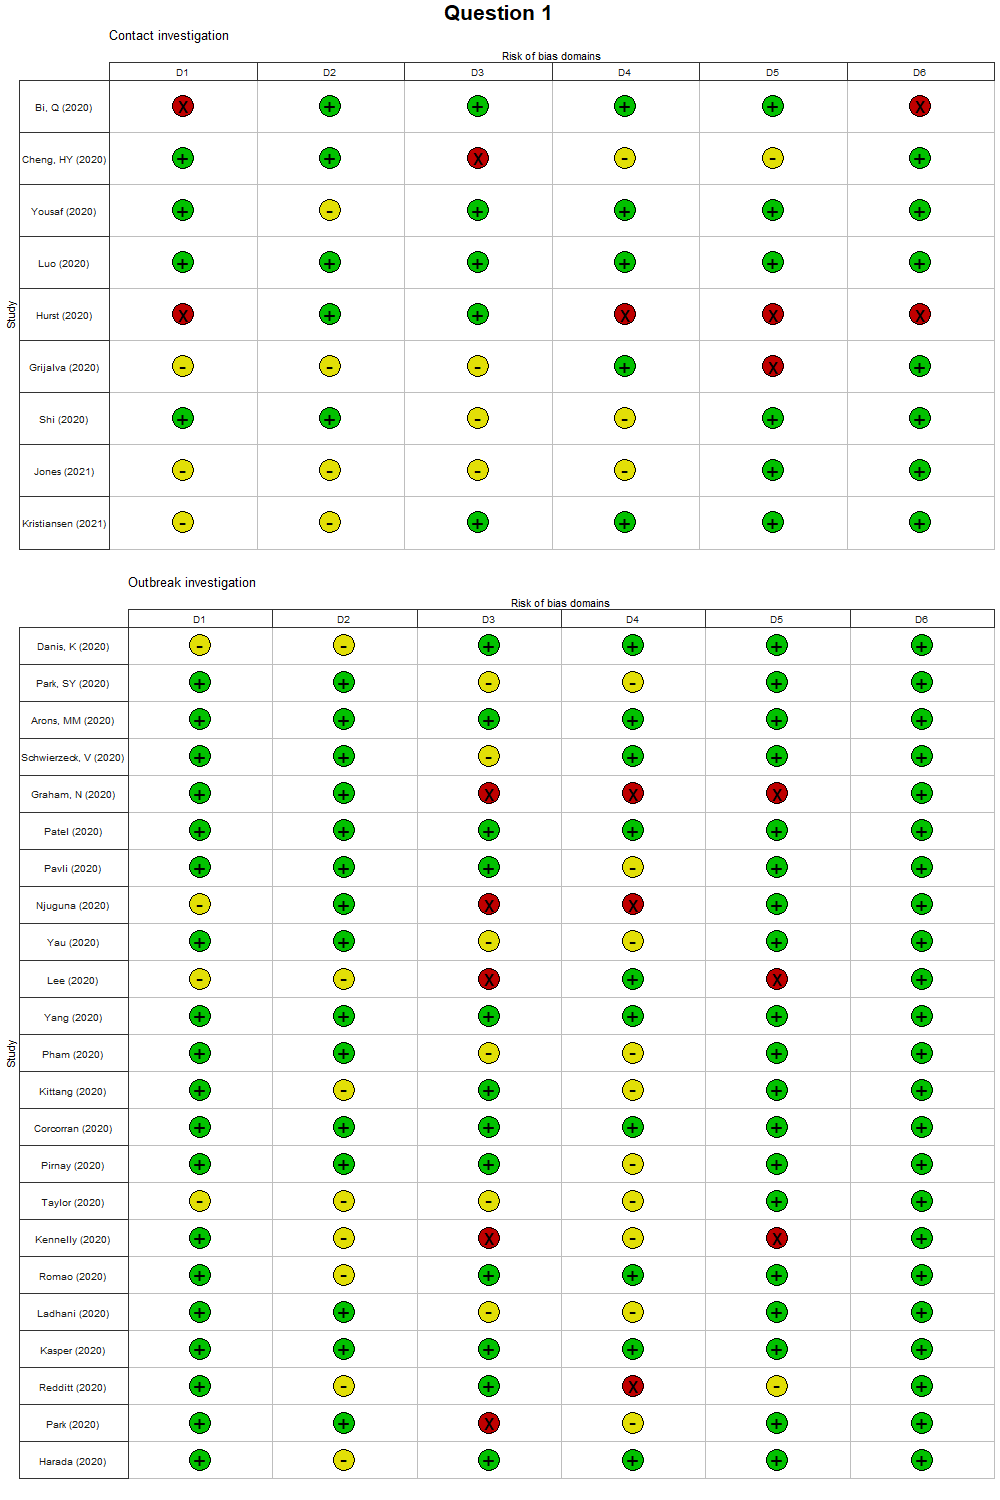 Question 1
Contact investigation
Risk of bias domains
D1 D2 D3 D4 D5 D6
Study
Bi, Q (2020) X + + + + X
Cheng, HY (2020) + + X - - +
Yousaf (2020) + - + + + +
Luo (2020) + + + + + +
Hurst (2020) X + + X X X
Grijalva (2020) - - - + X +
Shi (2020) + + - - + +
Jones (2021) - - - - + +
Kristiansen (2021) - - + + + +
Outbreak investigation
Risk of bias domains
D1 D2 D3 D4 D5 D6
Study
Danis, K (2020) - - + + + +
Park, SY (2020) + + - - + +
Arons, MM (2020) + + + + + +
Schwierzeck, V (2020) + + - + + +
Graham, N (2020) + + X X X +
Patel (2020) + + + + + +
Pavli (2020) + + + - + +
Njuguna (2020) - + X X + +
Yau (2020) + + - - + +
Lee (2020) - - X + X +
Yang (2020) + + + + + +
Pham (2020) + + - - + +
Kittang (2020) + - + - + +
Corcorran (2020) + + + + + +
Pirnay (2020) + + + - + +
Taylor (2020) - - - - + +
Kennelly (2020) + - X - X +
Romao (2020) + - + + + +
Ladhani (2020) + + - - + +
Kasper (2020) + + + + + +
Redditt (2020) + - + X - +
Park (2020) + + X - + +
Harada (2020) + - + + + +